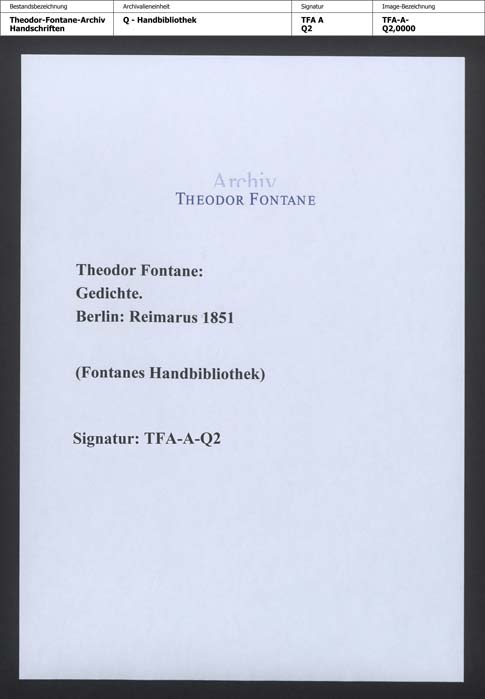 Bestandsbezeichnung Archivalieneinheit Signatur Image-Bezeichnung
Theodor-Fontane-Archiv Q - Handbibliothek TFA A TFA-A-
Handschriften Q2 Q2,0000
Archiv
THEODOR FONTANE
Theodor Fontane:
Gedichte.
Berlin: Reimarus 1851
(Fontanes Handbibliothek)
Signatur: TFA-A-Q2